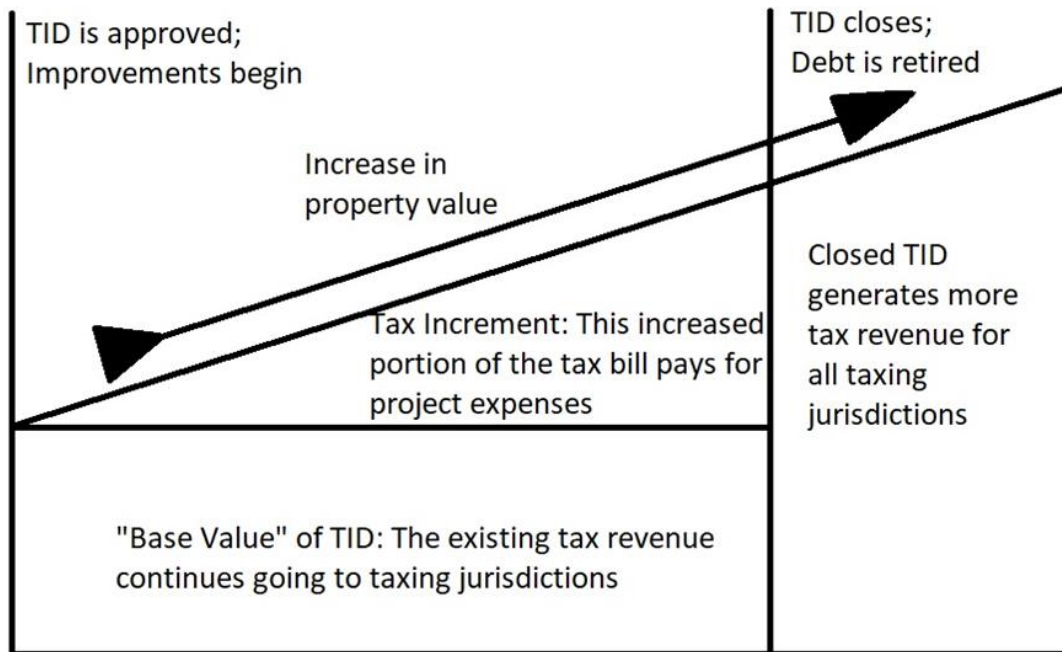 TID is approved;
Improvements begin
TID closes;
Debt is retired
Increase in
property value
Tax Increment: This increased
portion of the tax bill pays for
project expenses
Closed TID
generates more
tax revenue for
all taxing
jurisdictions
"Base Value" of TID: The existing tax revenue
continues going to taxing jurisdictions